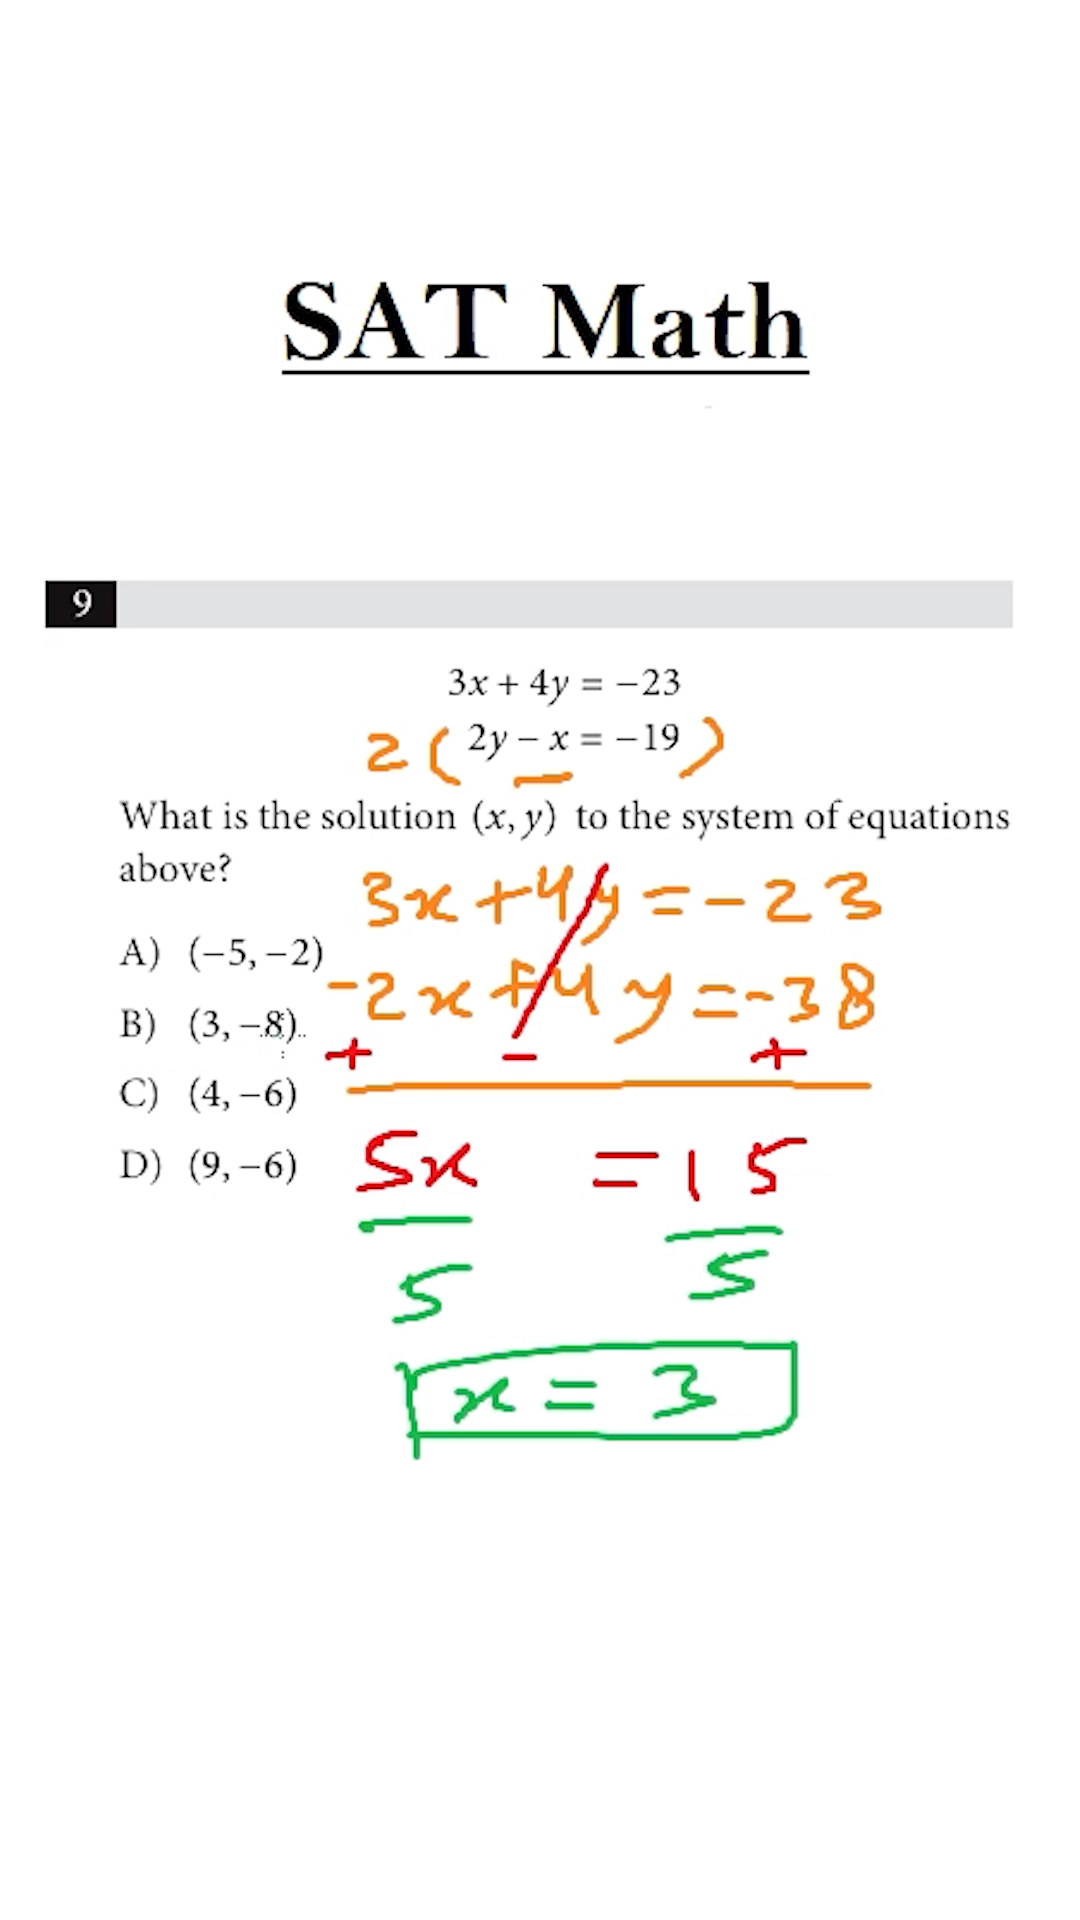 SAT Math
9
3x + 4y = −23
2 ( 2y − x = −19 )
What is the solution (x, y) to the system of equations
above?
3x + 4y = - 23
A) (−5, −2)
-2x + 4y = -38
B) (3, −8)
+ − +
C) (4, −6)
D) (9, −6)
5x = 15
5 5
x = 3